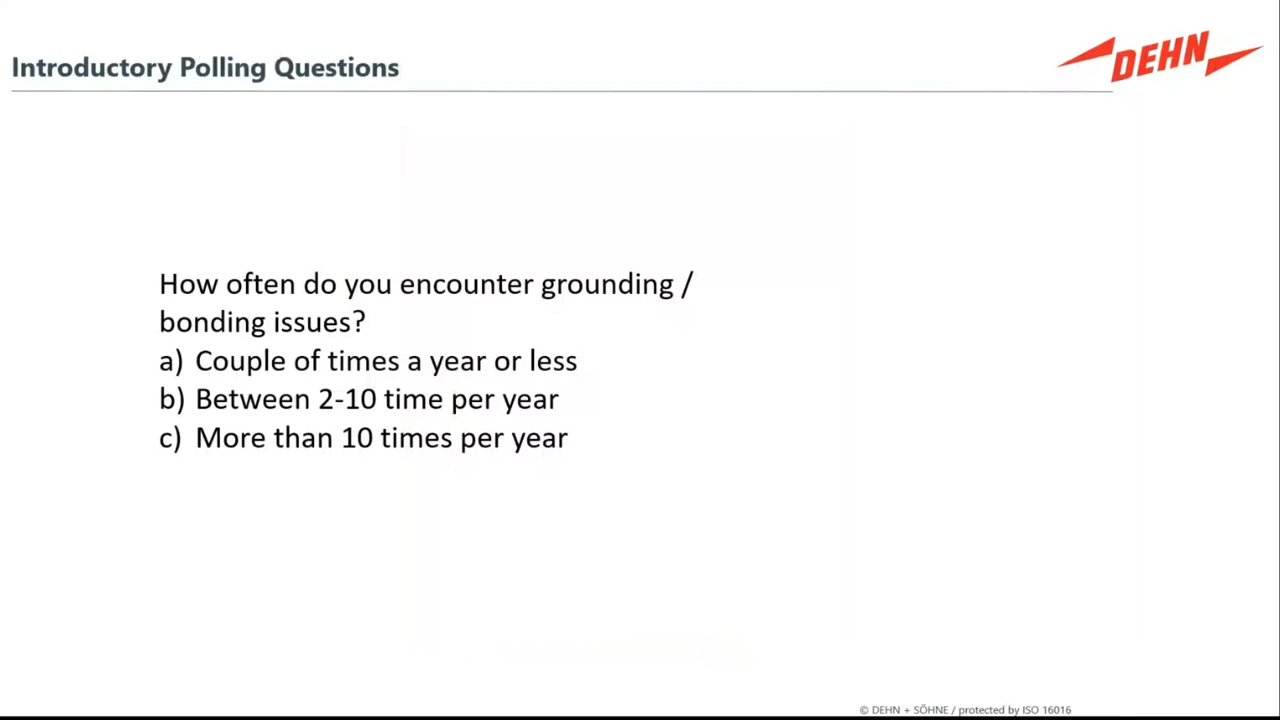 Introductory Polling Questions
DEHN
How often do you encounter grounding /
bonding issues?
a) Couple of times a year or less
b) Between 2-10 time per year
c) More than 10 times per year
© DEHN + SÖHNE / protected by ISO 16016